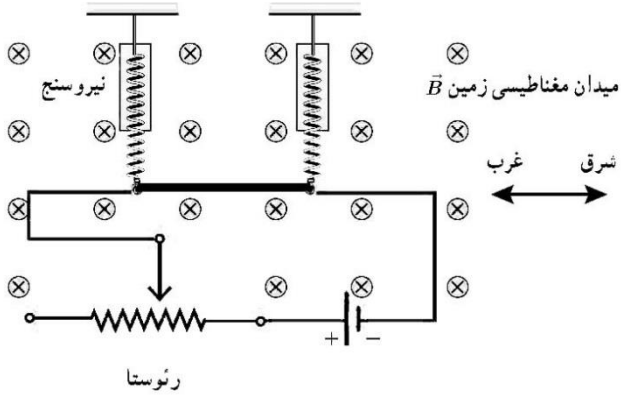 نیروسنج
میدان مغناطیسی زمین B⃗
غرب
شرق
+ −
رئوستا